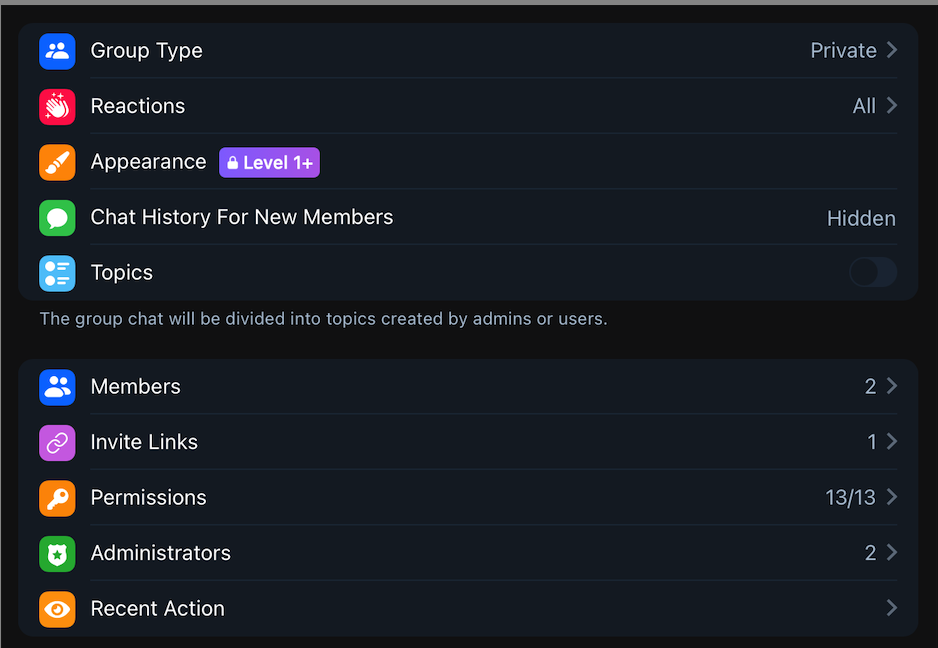 Group Type Private
Reactions All
Appearance Level 1+
Chat History For New Members Hidden
Topics
The group chat will be divided into topics created by admins or users.
Members 2
Invite Links 1
Permissions 13/13
Administrators 2
Recent Action